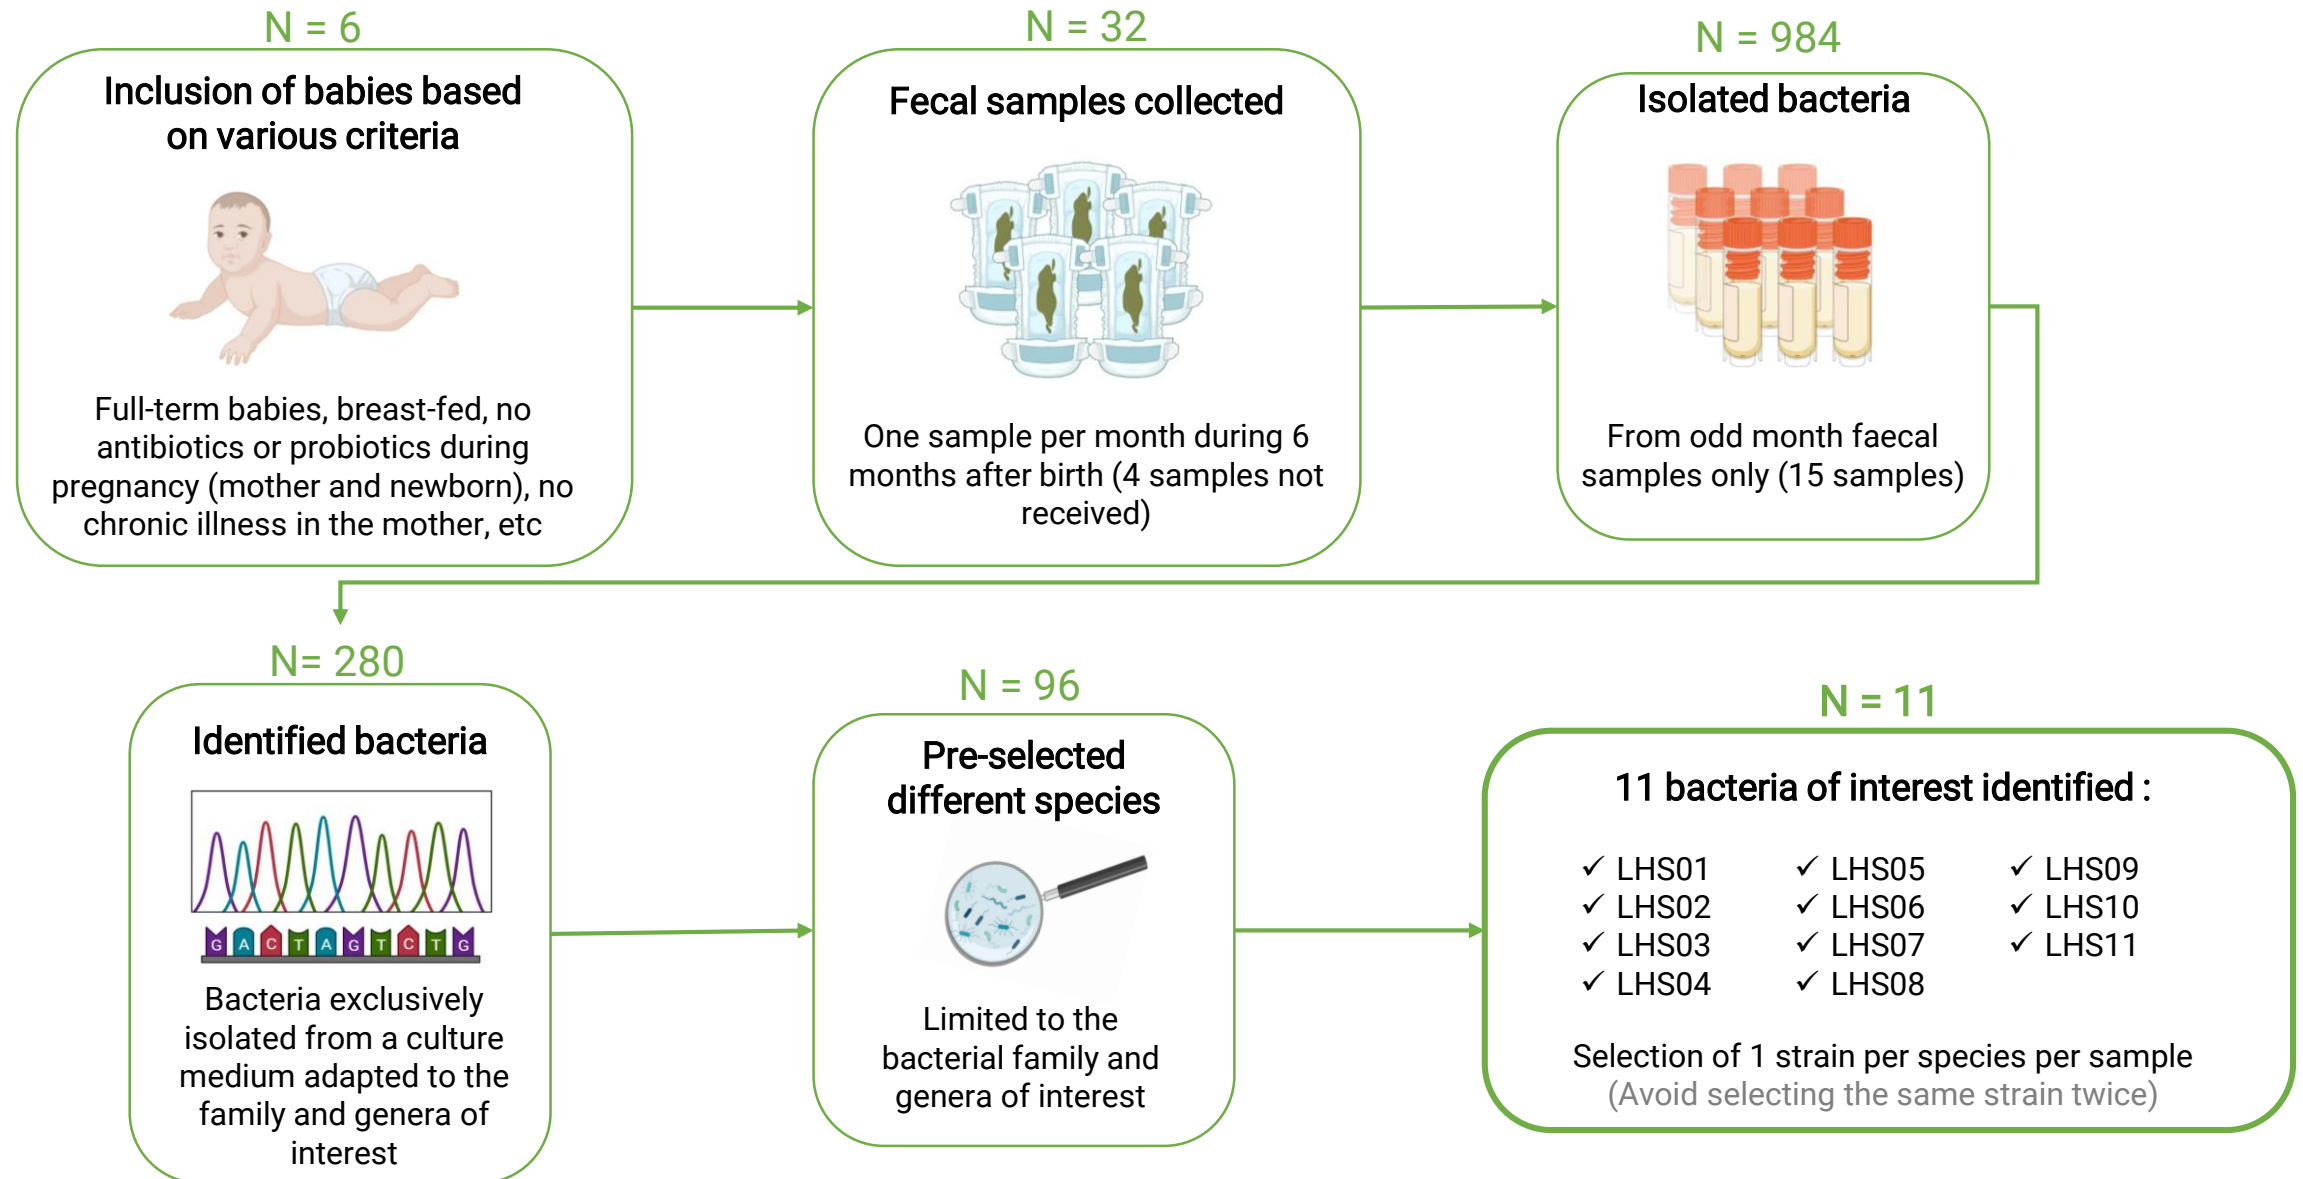 N = 6
Inclusion of babies based
on various criteria
Full-term babies, breast-fed, no
antibiotics or probiotics during
pregnancy (mother and newborn), no
chronic illness in the mother, etc
N = 32
Fecal samples collected
One sample per month during 6
months after birth (4 samples not
received)
N = 984
Isolated bacteria
From odd month faecal
samples only (15 samples)
N= 280
Identified bacteria
G A C T A G T C T G
Bacteria exclusively
isolated from a culture
medium adapted to the
family and genera of
interest
N = 96
Pre-selected
different species
Limited to the
bacterial family and
genera of interest
N = 11
11 bacteria of interest identified :
✓ LHS01
✓ LHS02
✓ LHS03
✓ LHS04
✓ LHS05
✓ LHS06
✓ LHS07
✓ LHS08
✓ LHS09
✓ LHS10
✓ LHS11
Selection of 1 strain per species per sample
(Avoid selecting the same strain twice)